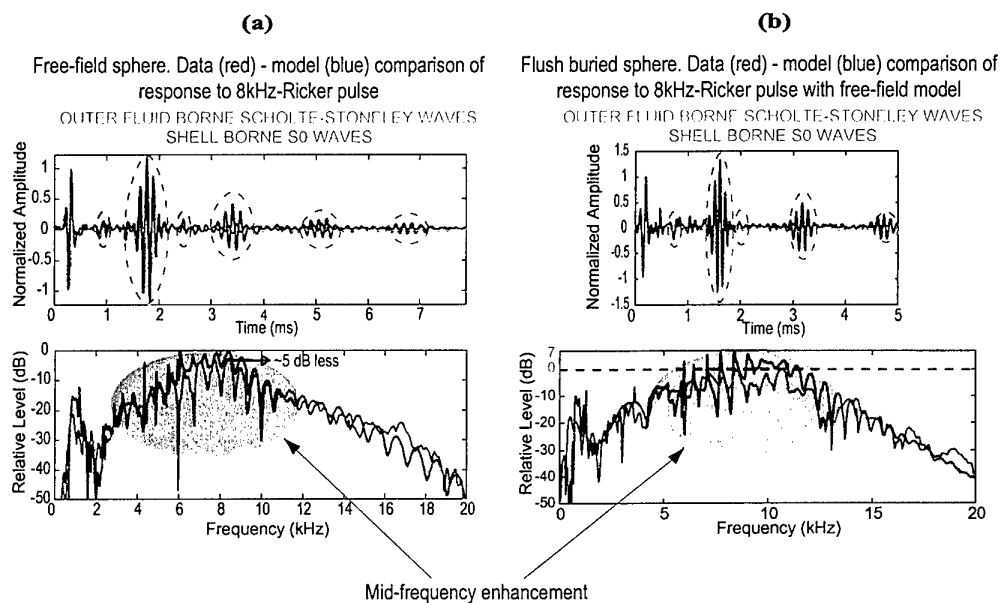 (a)
Free-field sphere. Data (red) - model (blue) comparison of
response to 8kHz-Ricker pulse
OUTER FLUID BORNE SCHOLTE-STONELEY WAVES
SHELL BORNE S0 WAVES
Normalized Amplitude
1
0.5
0
-0.5
-1
0 1 2 3 4 5 6 7
Time (ms)
Relative Level (dB)
0
-10
-20
-30
-40
-50
~5 dB less
0 2 4 6 8 10 12 14 16 18 20
Frequency (kHz)
(b)
Flush buried sphere. Data (red) - model (blue) comparison of
response to 8kHz-Ricker pulse with free-field model
OUTER FLUID BORNE SCHOLTE-STONELEY WAVES
SHELL BORNE S0 WAVES
Normalized Amplitude
1.5
1
0.5
0
-0.5
-1
-1.5
0 1 2 3 4 5
Time (ms)
Relative Level (dB)
7
0
-10
-20
-30
-40
-50
0 5 10 15 20
Frequency (kHz)
Mid-frequency enhancement